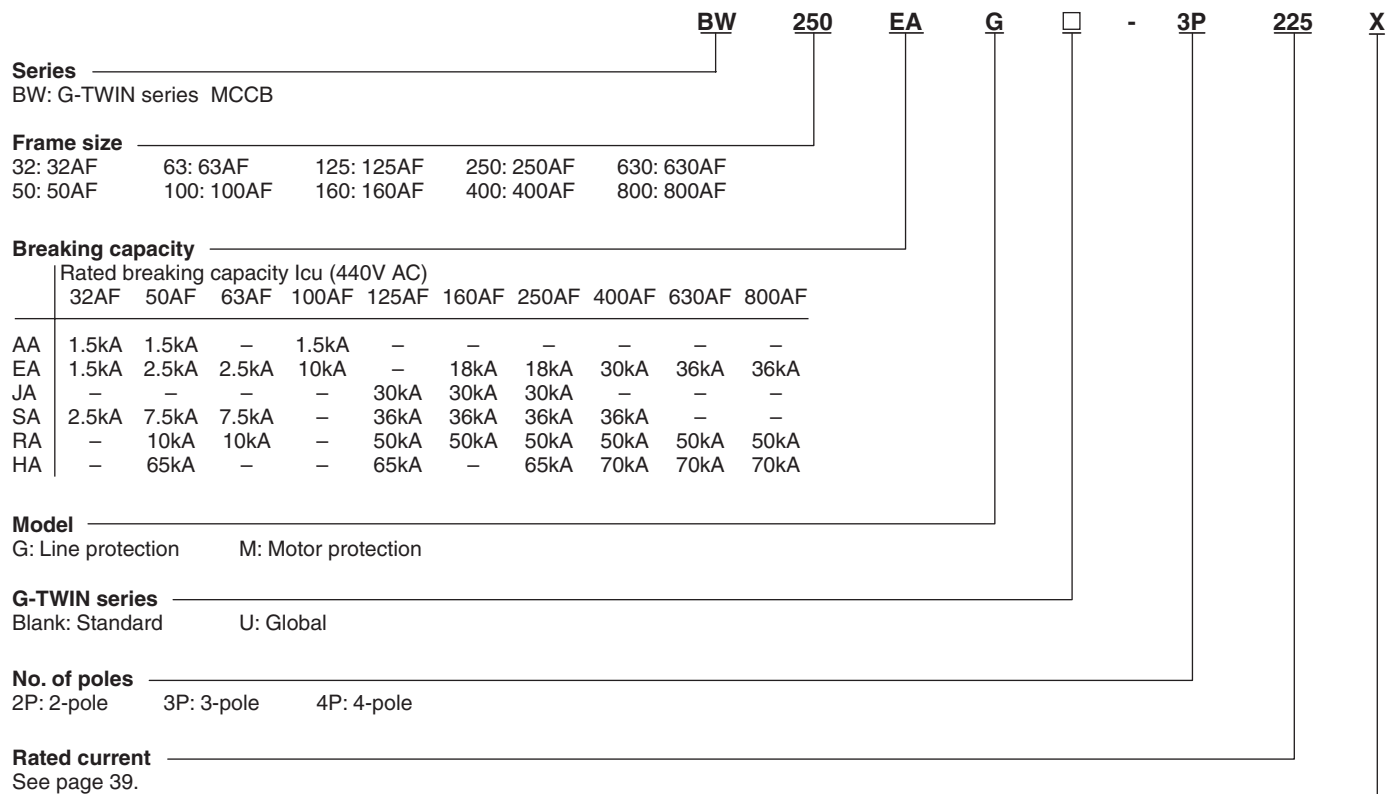 BW 250 EA G □ - 3P 225 X
Series
BW: G-TWIN series MCCB
Frame size
32: 32AF 63: 63AF 125: 125AF 250: 250AF 630: 630AF
50: 50AF 100: 100AF 160: 160AF 400: 400AF 800: 800AF
Breaking capacity
Rated breaking capacity Icu (440V AC)
32AF 50AF 63AF 100AF 125AF 160AF 250AF 400AF 630AF 800AF
AA 1.5kA 1.5kA – 1.5kA – – – – – –
EA 1.5kA 2.5kA 2.5kA 10kA – 18kA 18kA 30kA 36kA 36kA
JA – – – – 30kA 30kA 30kA – – –
SA 2.5kA 7.5kA 7.5kA – 36kA 36kA 36kA 36kA – –
RA – 10kA 10kA – 50kA 50kA 50kA 50kA 50kA 50kA
HA – 65kA – – 65kA – 65kA 70kA 70kA 70kA
Model
G: Line protection M: Motor protection
G-TWIN series
Blank: Standard U: Global
No. of poles
2P: 2-pole 3P: 3-pole 4P: 4-pole
Rated current
See page 39.